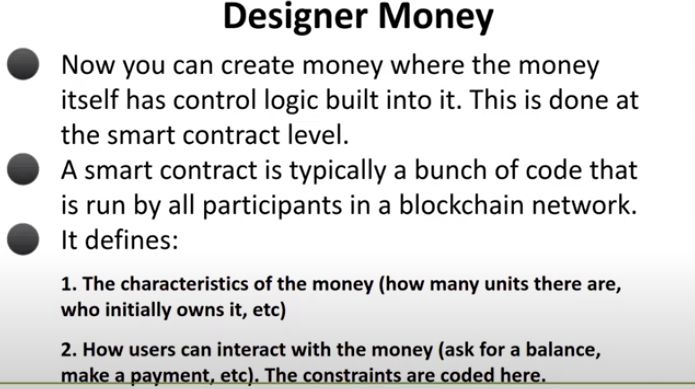 Designer Money
Now you can create money where the money
itself has control logic built into it. This is done at
the smart contract level.
A smart contract is typically a bunch of code that
is run by all participants in a blockchain network.
It defines:
1. The characteristics of the money (how many units there are,
who initially owns it, etc)
2. How users can interact with the money (ask for a balance,
make a payment, etc). The constraints are coded here.